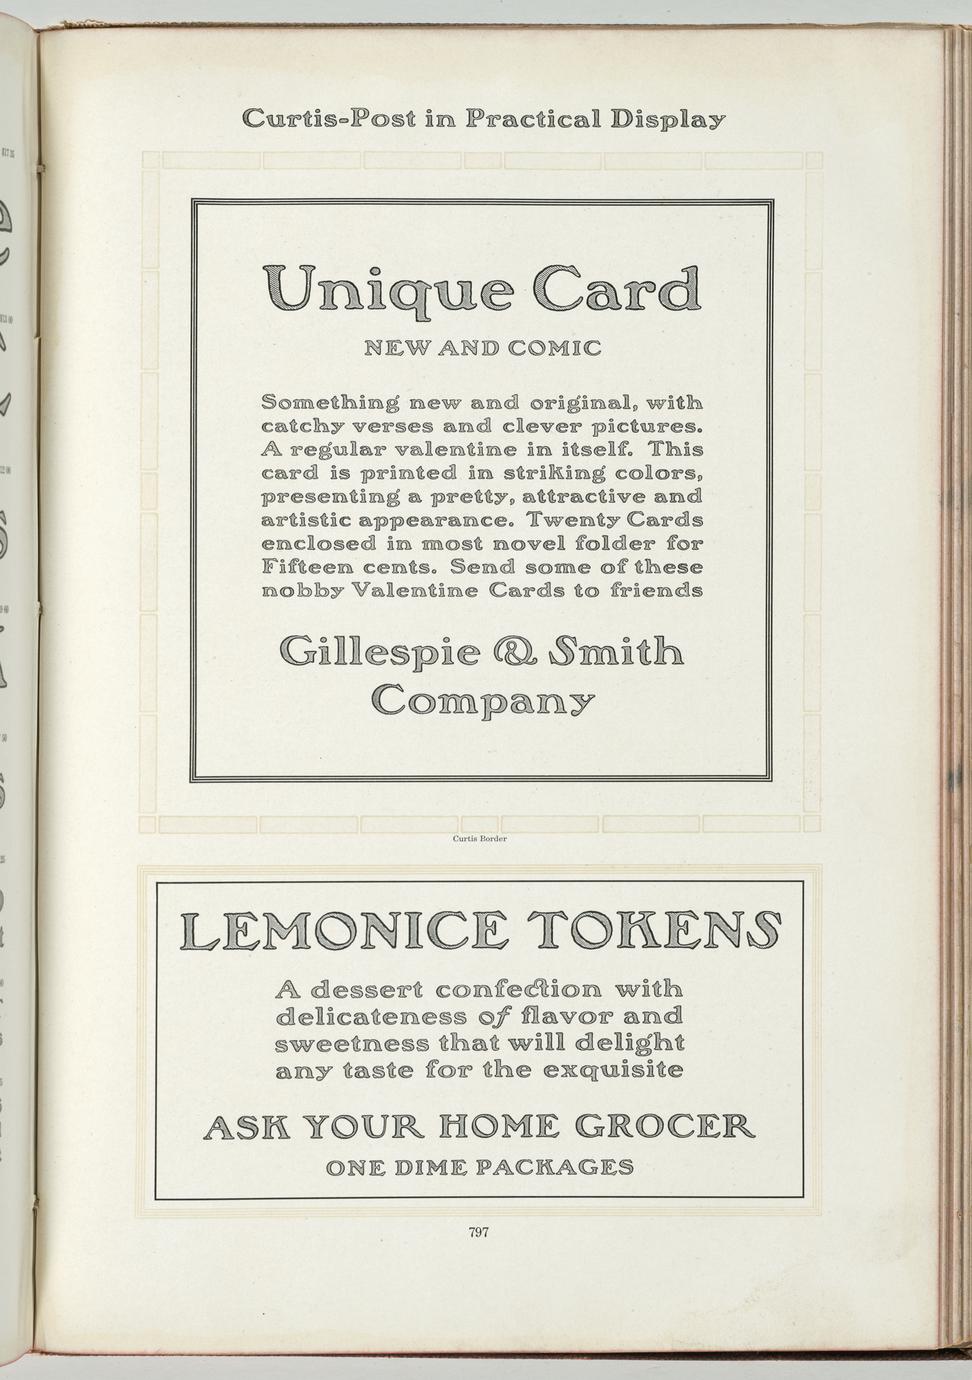 Curtis-Post in Practical Display
Unique Card
NEW AND COMIC
Something new and original, with
catchy verses and clever pictures.
A regular valentine in itself. This
card is printed in striking colors,
presenting a pretty, attractive and
artistic appearance. Twenty Cards
enclosed in most novel folder for
Fifteen cents. Send some of these
nobby Valentine Cards to friends
Gillespie & Smith
Company
Curtis Border
LEMONICE TOKENS
A dessert confection with
delicateness of flavor and
sweetness that will delight
any taste for the exquisite
ASK YOUR HOME GROCER
ONE DIME PACKAGES
797